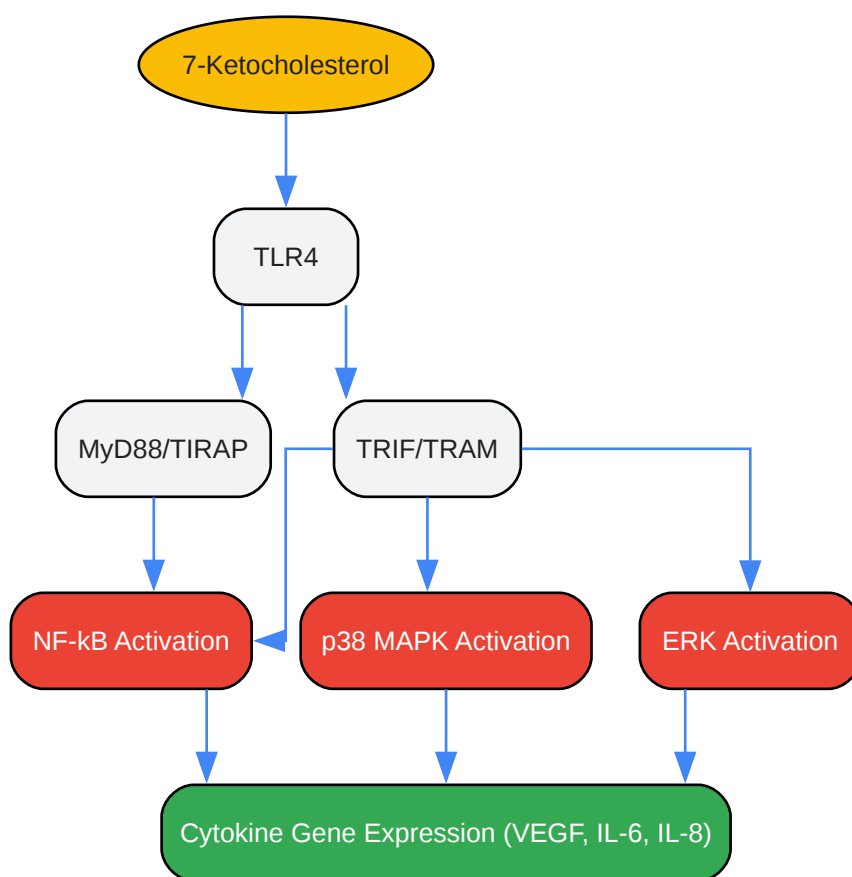 7-Ketocholesterol
TLR4
MyD88/TIRAP
TRIF/TRAM
NF-kB Activation
p38 MAPK Activation
ERK Activation
Cytokine Gene Expression (VEGF, IL-6, IL-8)